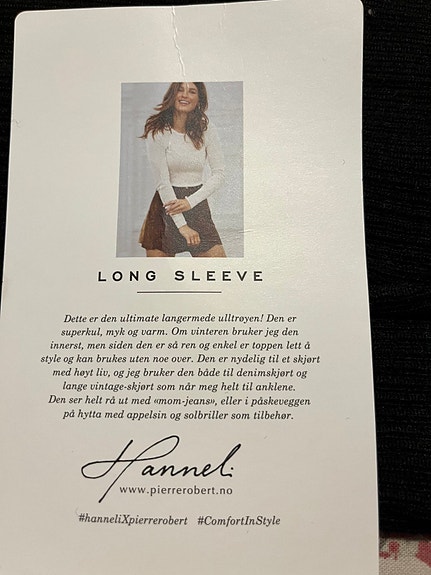 LONG SLEEVE
Dette er den ultimate langermede ulltrøyen! Den er
superkul, myk og varm. Om vinteren bruker jeg den
innerst, men siden den er så ren og enkel er toppen lett å
style og kan brukes uten noe over. Den er nydelig til et skjørt
med høyt liv, og jeg bruker den både til denimskjørt og
lange vintage-skjørt som når meg helt til anklene.
Den ser helt rå ut med «mom-jeans», eller i påskeveggen
på hytta med appelsin og solbriller som tilbehør.
Hanneli
www.pierrerobert.no
#hanneliXpierrerobert #ComfortInStyle